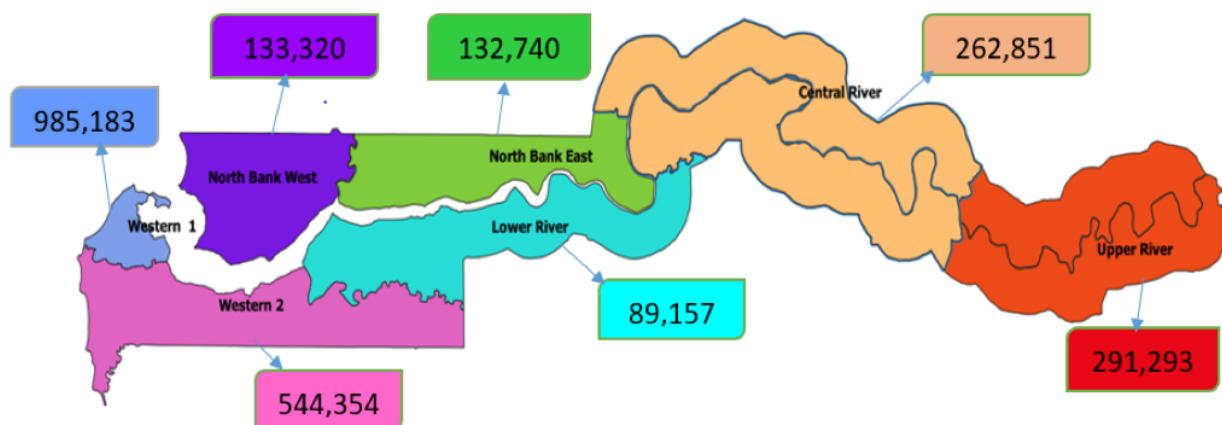 133,320
132,740
262,851
985,183
Central River
North Bank East
North Bank West
Western 1
Lower River
Upper River
Western 2
89,157
291,293
544,354